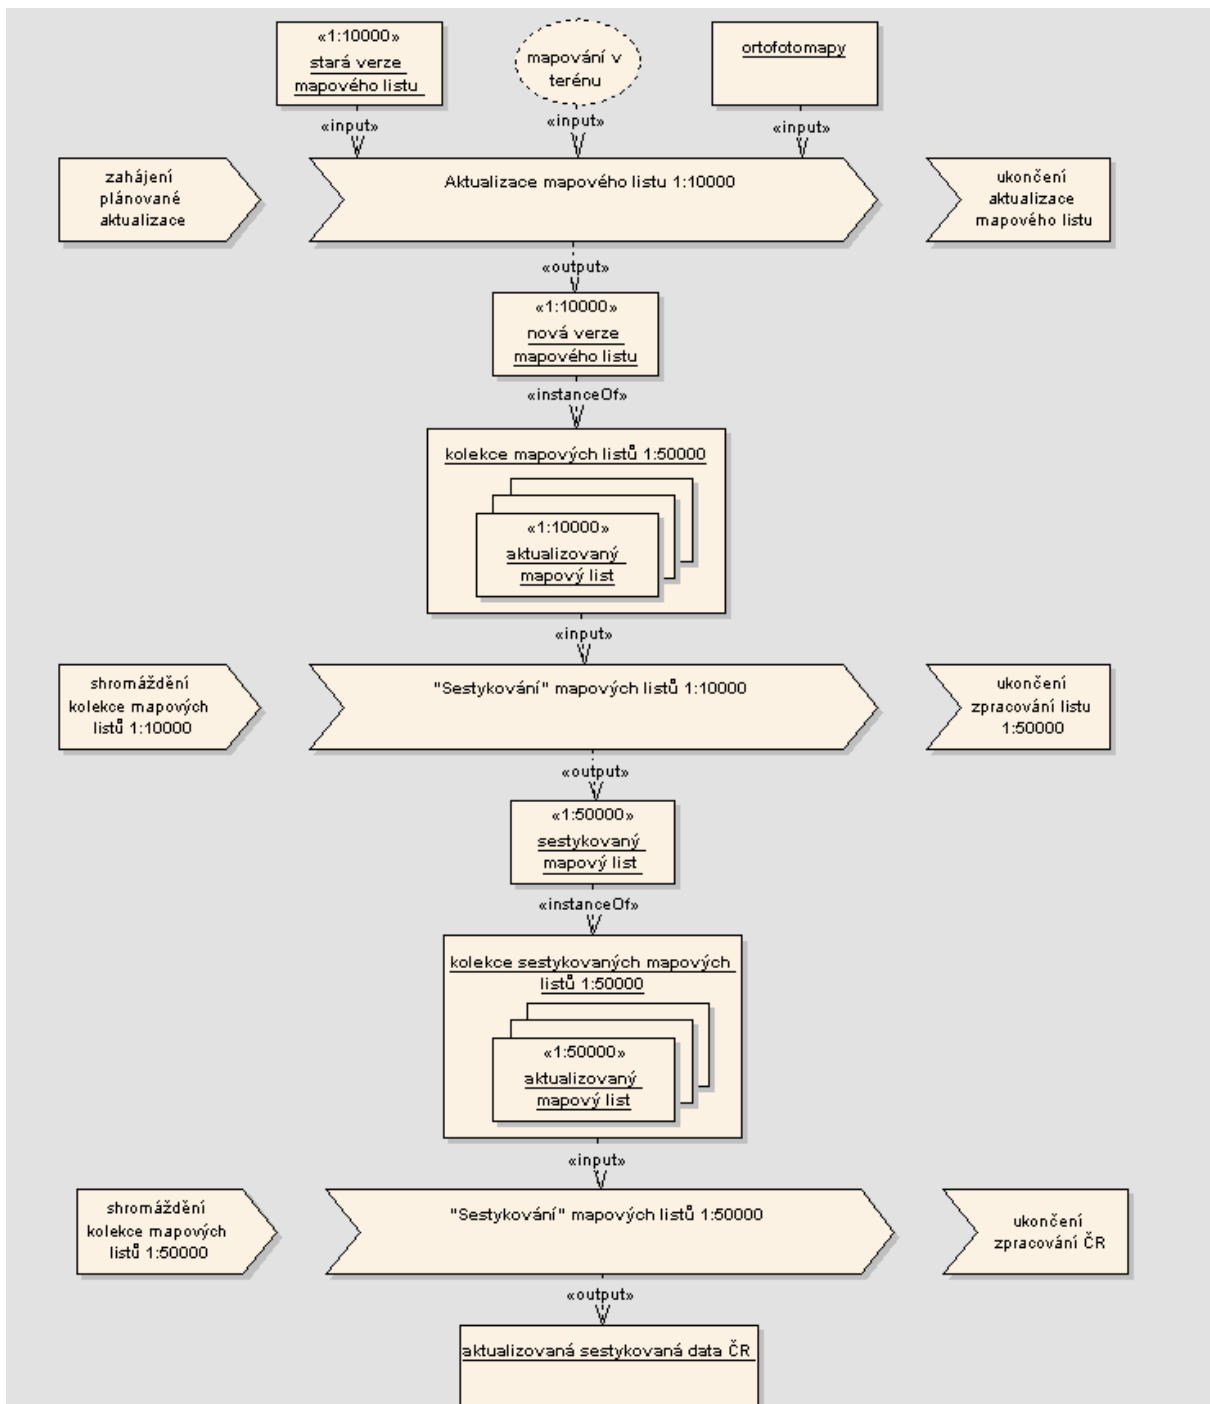 «1:10000»
stará verze
mapového listu
mapování v
terénu
ortofotomapy
«input»
«input»
«input»
zahájení
plánované
aktualizace
Aktualizace mapového listu 1:10000
ukončení
aktualizace
mapového listu
«output»
«1:10000»
nová verze
mapového listu
«instanceOf»
kolekce mapových listů 1:50000
«1:10000»
aktualizovaný
mapový list
«input»
shromáždění
kolekce mapových
listů 1:10000
"Sestykování" mapových listů 1:10000
ukončení
zpracování listu
1:50000
«output»
«1:50000»
sestykovaný
mapový list
«instanceOf»
kolekce sestykovaných mapových
listů 1:50000
«1:50000»
aktualizovaný
mapový list
«input»
shromáždění
kolekce mapových
listů 1:50000
"Sestykování" mapových listů 1:50000
ukončení
zpracování ČR
«output»
aktualizovaná sestykovaná data ČR